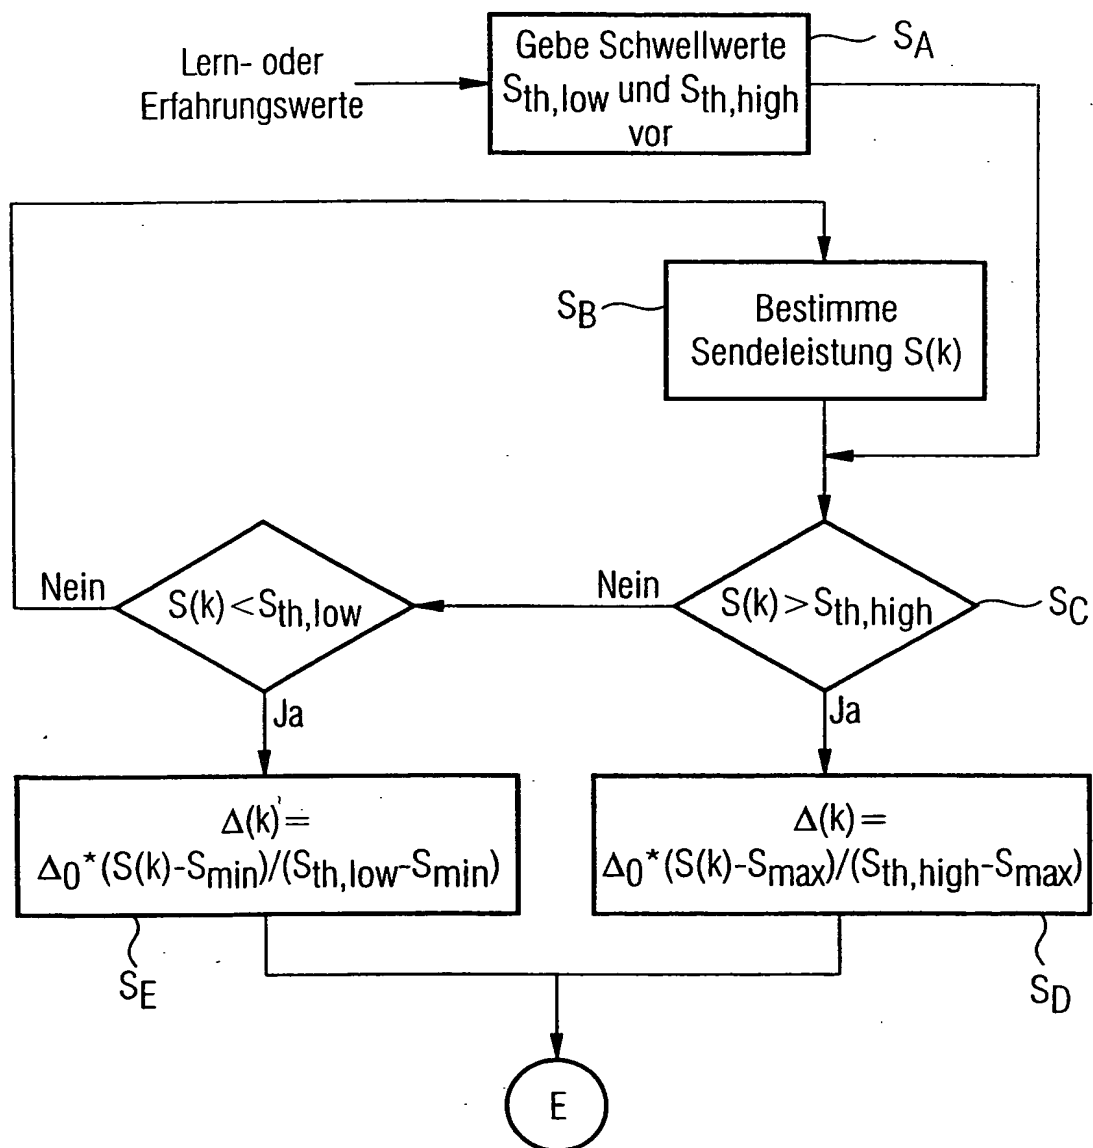 Lern- oder
Erfahrungswerte
Gebe Schwellwerte
Sth,low und Sth,high
vor
SA
SB
Bestimme
Sendeleistung S(k)
Nein
S(k)<Sth,low
Nein
S(k)>Sth,high
SC
Ja
Ja
Δ(k)=
Δ0*(S(k)-Smin)/(Sth,low-Smin)
Δ(k)=
Δ0*(S(k)-Smax)/(Sth,high-Smax)
SE
SD
E